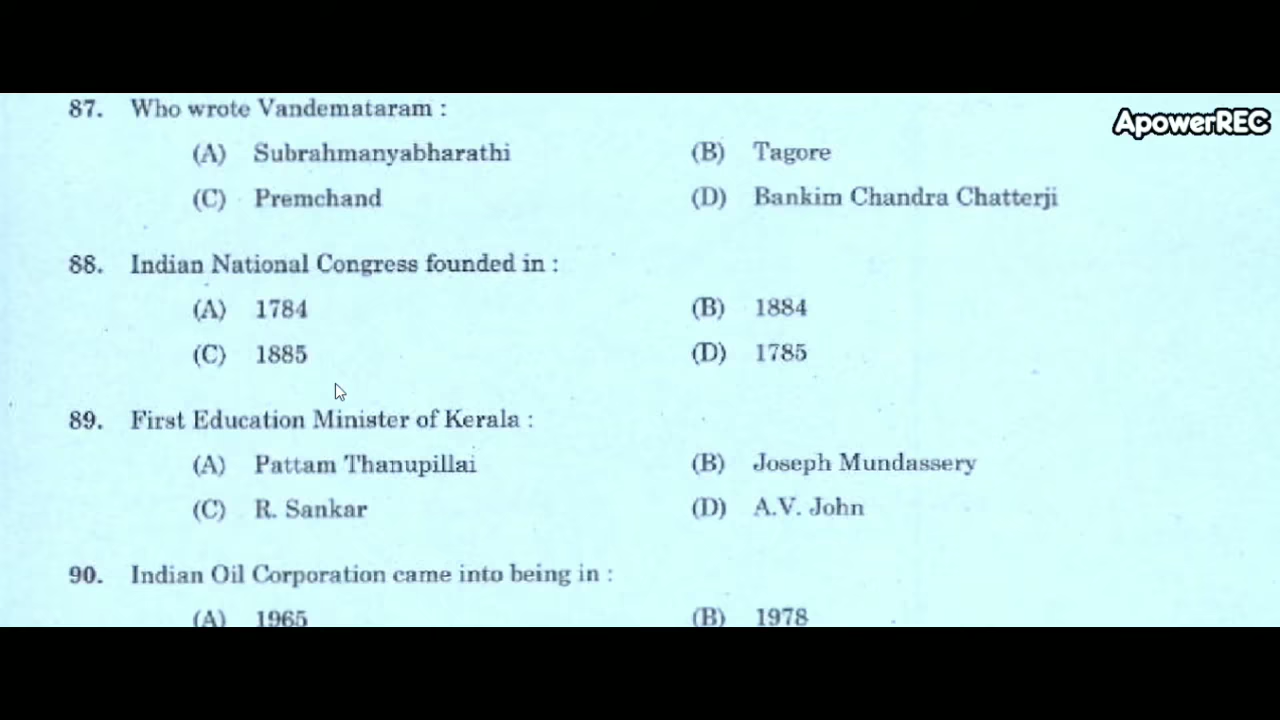 ApowerREC
87. Who wrote Vandemataram :
(A) Subrahmanyabharathi (B) Tagore
(C) Premchand (D) Bankim Chandra Chatterji
88. Indian National Congress founded in :
(A) 1784 (B) 1884
(C) 1885 (D) 1785
89. First Education Minister of Kerala :
(A) Pattam Thanupillai (B) Joseph Mundassery
(C) R. Sankar (D) A.V. John
90. Indian Oil Corporation came into being in :
(A) 1965 (B) 1978